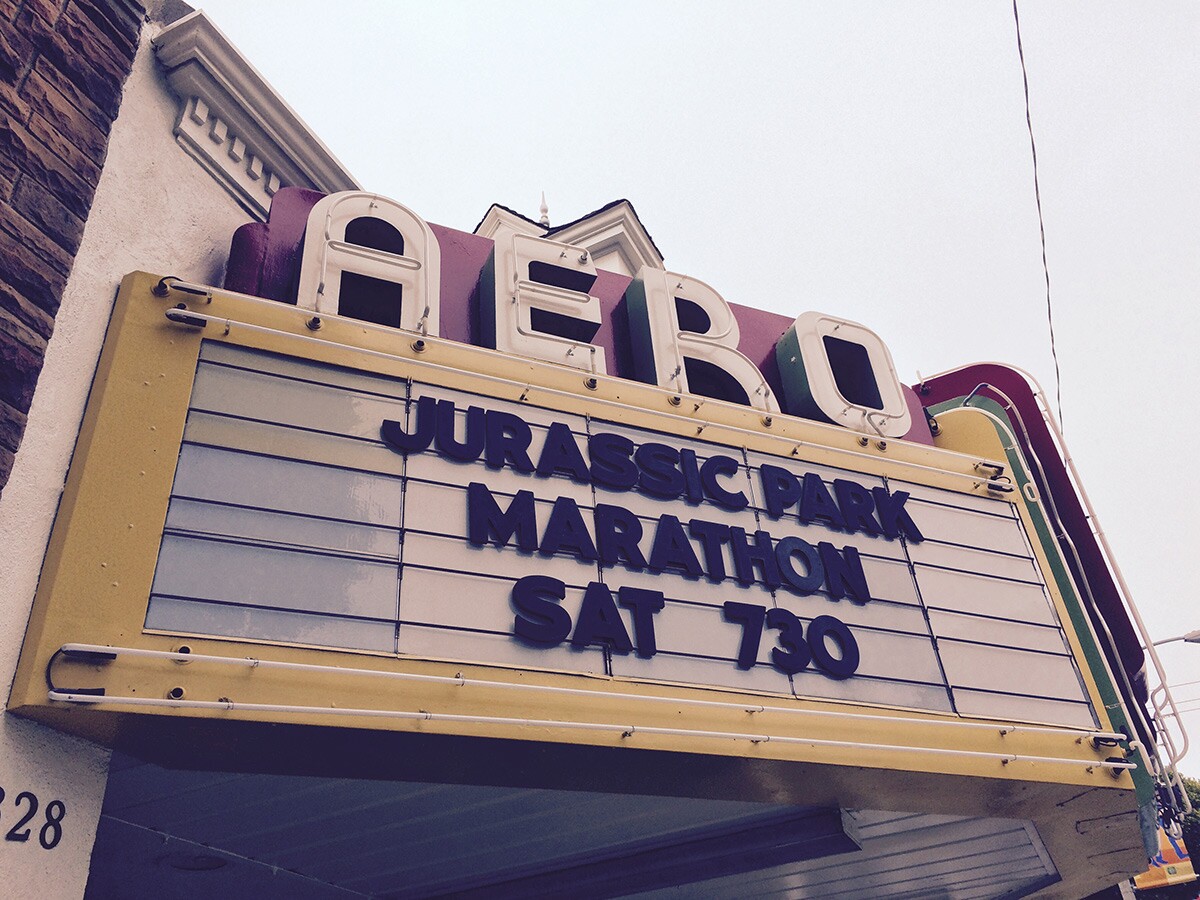 AERO
JURASSIC PARK
MARATHON
SAT 730
328